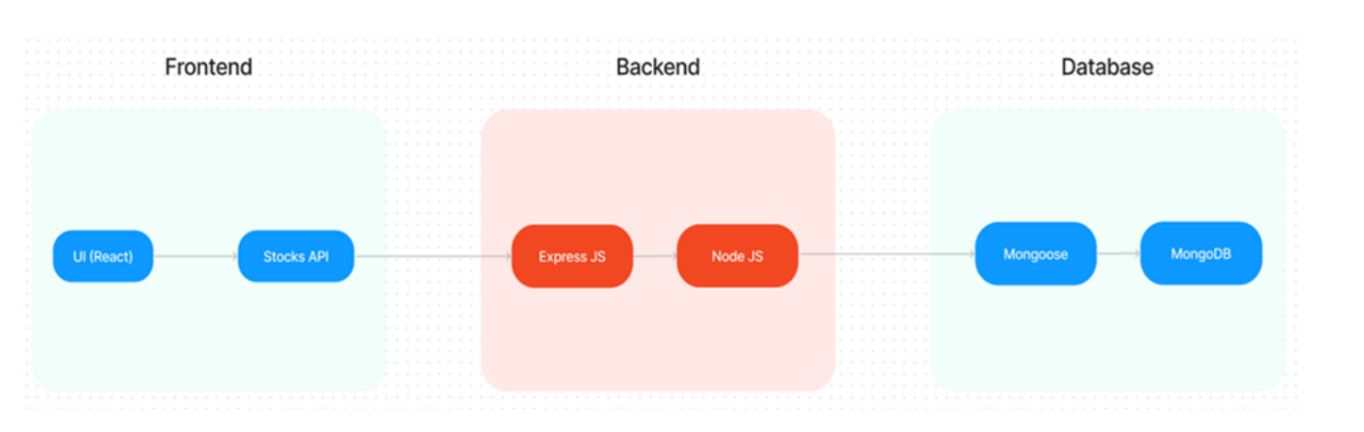 Frontend
Backend
Database
UI (React)
Stocks API
Express JS
Node JS
Mongoose
MongoDB